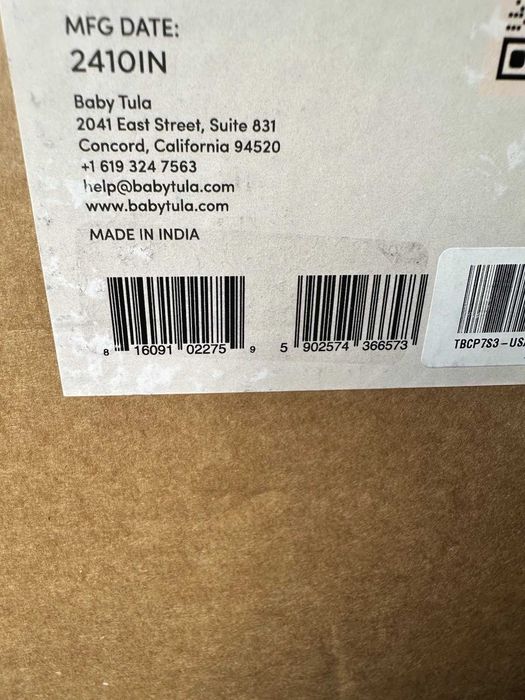 MFG DATE:
2410IN
Baby Tula
2041 East Street, Suite 831
Concord, California 94520
+1 619 324 7563
help@babytula.com
www.babytula.com
MADE IN INDIA
8 16091 02275 9
5 902574 366573
TBCP7S3-USA